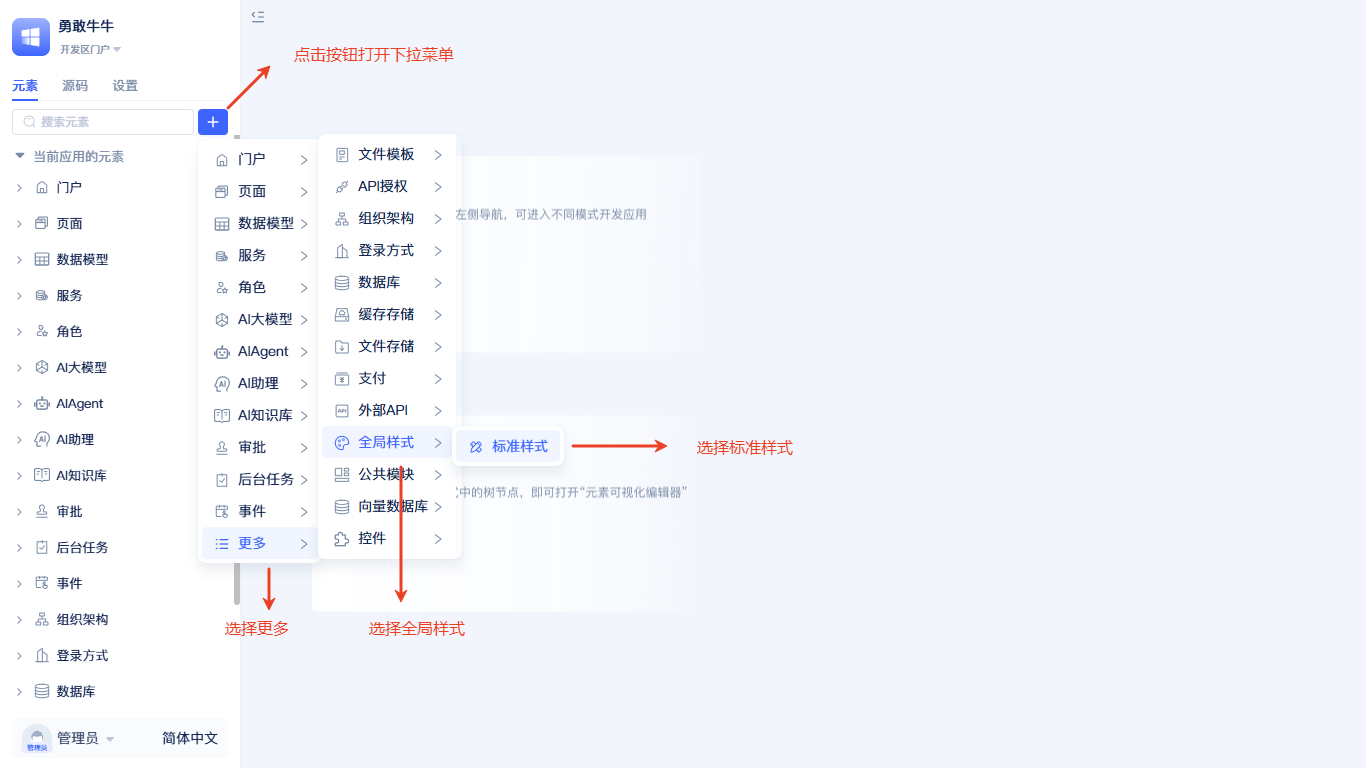 勇敢牛牛
开发区门户
点击按钮打开下拉菜单
元素 源码 设置
搜索元素
当前应用的元素
门户
页面
数据模型
服务
角色
AI大模型
AIAgent
AI助理
AI知识库
审批
后台任务
事件
组织架构
登录方式
数据库
管理员
管理员
简体中文
门户
页面
数据模型
服务
角色
AI大模型
AIAgent
AI助理
AI知识库
审批
后台任务
事件
更多
文件模板
API授权
组织架构
登录方式
数据库
缓存存储
文件存储
支付
外部API
全局样式
公共模块
向量数据库
控件
标准样式
左侧导航，可进入不同模式开发应用
式中的树节点，即可打开“元素可视化编辑器”
选择标准样式
选择更多
选择全局样式